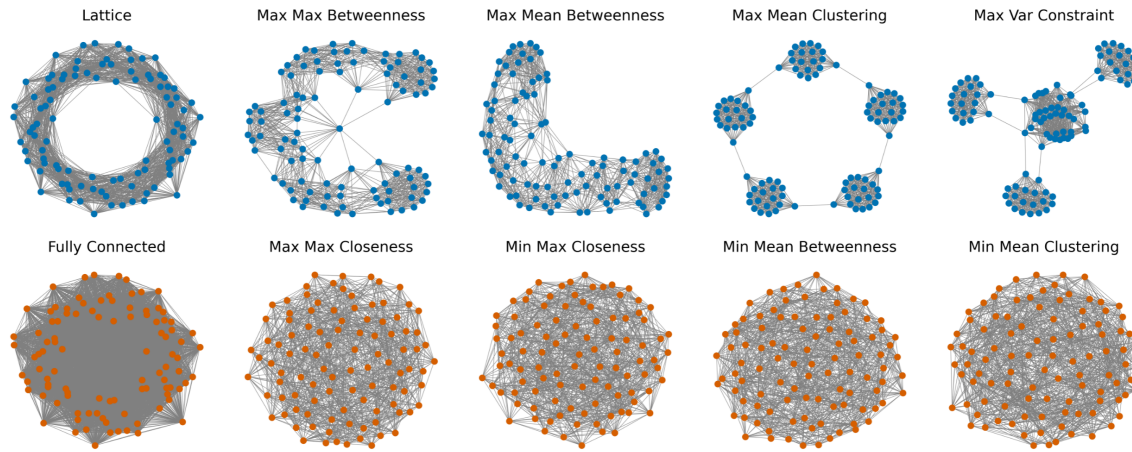 Lattice
Max Max Betweenness
Max Mean Betweenness
Max Mean Clustering
Max Var Constraint
Fully Connected
Max Max Closeness
Min Max Closeness
Min Mean Betweenness
Min Mean Clustering